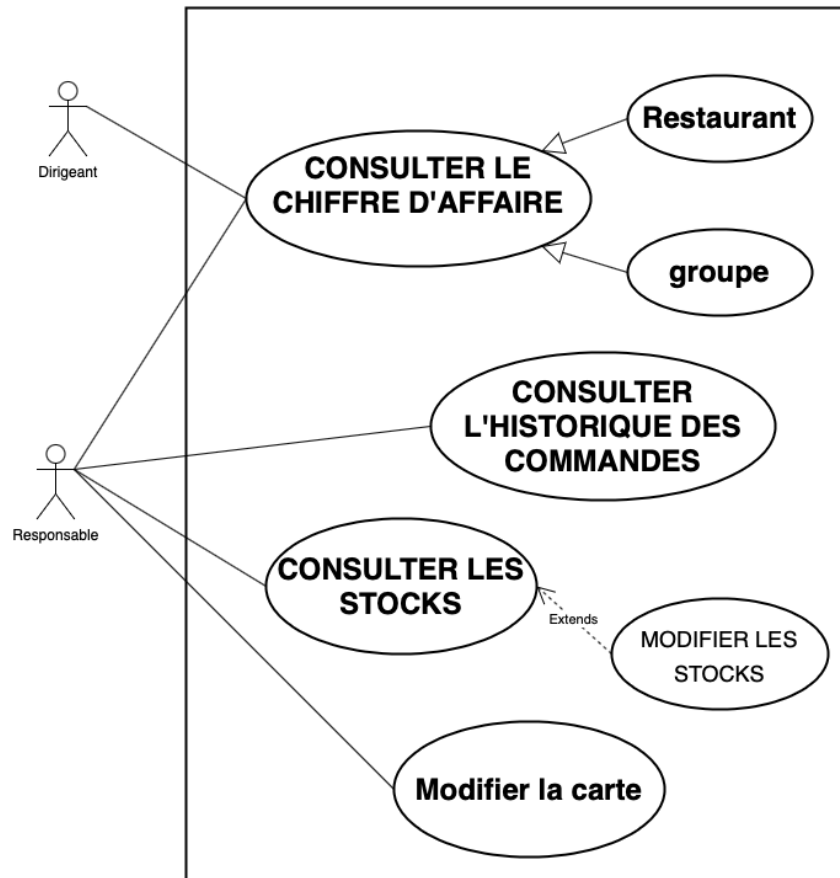 Dirigeant
CONSULTER LE
CHIFFRE D'AFFAIRE
Restaurant
groupe
CONSULTER
L'HISTORIQUE DES
COMMANDES
Responsable
CONSULTER LES
STOCKS
Extends
MODIFIER LES
STOCKS
Modifier la carte